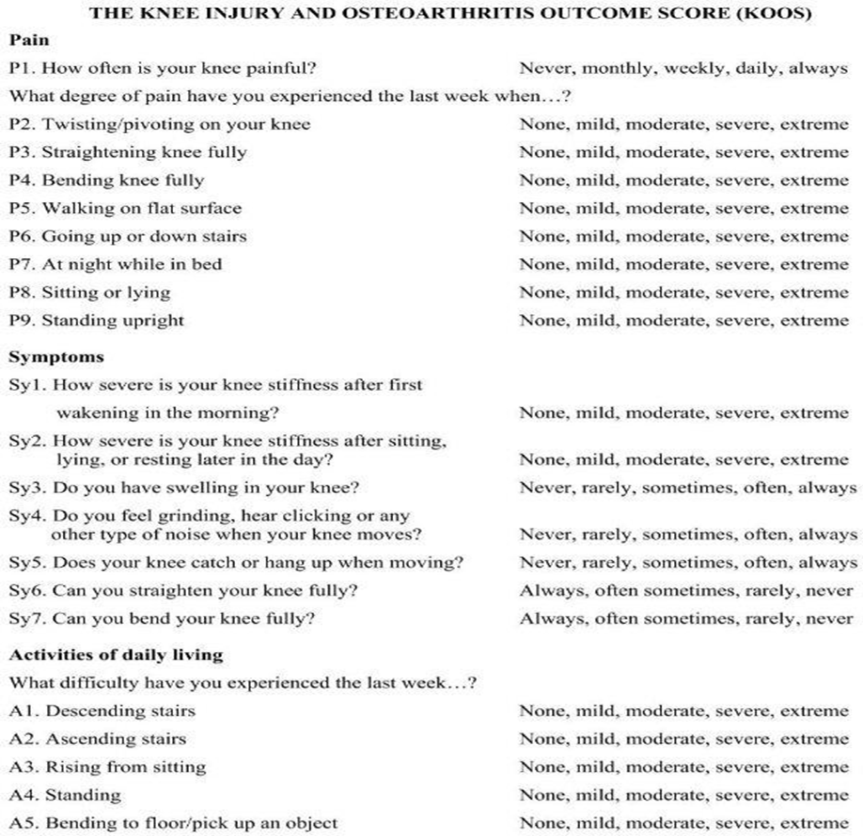 THE KNEE INJURY AND OSTEOARTHRITIS OUTCOME SCORE (KOOS)
Pain
P1. How often is your knee painful? Never, monthly, weekly, daily, always
What degree of pain have you experienced the last week when…?
P2. Twisting/pivoting on your knee None, mild, moderate, severe, extreme
P3. Straightening knee fully None, mild, moderate, severe, extreme
P4. Bending knee fully None, mild, moderate, severe, extreme
P5. Walking on flat surface None, mild, moderate, severe, extreme
P6. Going up or down stairs None, mild, moderate, severe, extreme
P7. At night while in bed None, mild, moderate, severe, extreme
P8. Sitting or lying None, mild, moderate, severe, extreme
P9. Standing upright None, mild, moderate, severe, extreme
Symptoms
Sy1. How severe is your knee stiffness after first
wakening in the morning? None, mild, moderate, severe, extreme
Sy2. How severe is your knee stiffness after sitting,
lying, or resting later in the day? None, mild, moderate, severe, extreme
Sy3. Do you have swelling in your knee? Never, rarely, sometimes, often, always
Sy4. Do you feel grinding, hear clicking or any
other type of noise when your knee moves? Never, rarely, sometimes, often, always
Sy5. Does your knee catch or hang up when moving? Never, rarely, sometimes, often, always
Sy6. Can you straighten your knee fully? Always, often sometimes, rarely, never
Sy7. Can you bend your knee fully? Always, often sometimes, rarely, never
Activities of daily living
What difficulty have you experienced the last week…?
A1. Descending stairs None, mild, moderate, severe, extreme
A2. Ascending stairs None, mild, moderate, severe, extreme
A3. Rising from sitting None, mild, moderate, severe, extreme
A4. Standing None, mild, moderate, severe, extreme
A5. Bending to floor/pick up an object None, mild, moderate, severe, extreme